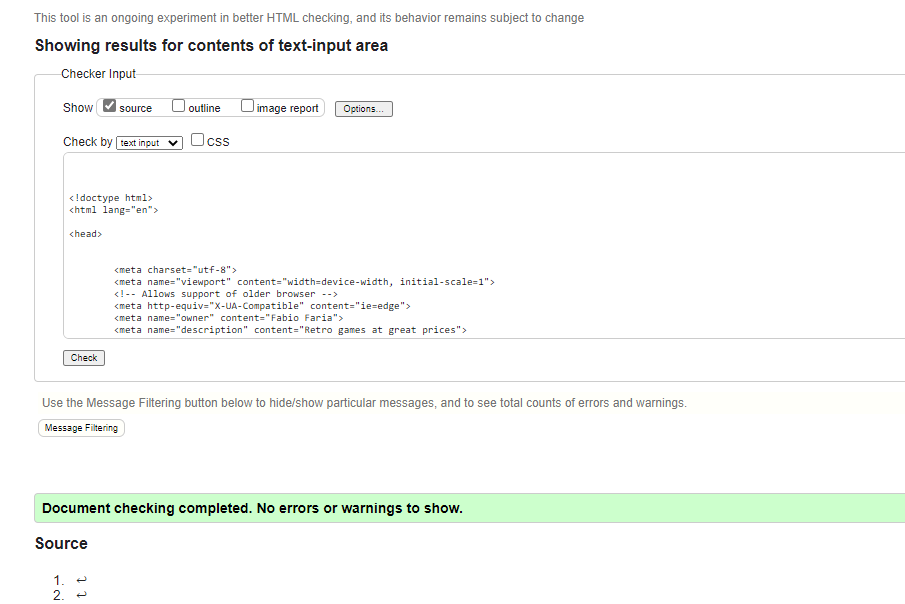 This tool is an ongoing experiment in better HTML checking, and its behavior remains subject to change
Showing results for contents of text-input area
Checker Input
Show source outline image report Options...
Check by text input CSS
<!doctype html>
<html lang="en">
<head>
<meta charset="utf-8">
<meta name="viewport" content="width=device-width, initial-scale=1">
<!-- Allows support of older browser -->
<meta http-equiv="X-UA-Compatible" content="ie=edge">
<meta name="owner" content="Fabio Faria">
<meta name="description" content="Retro games at great prices">
Check
Use the Message Filtering button below to hide/show particular messages, and to see total counts of errors and warnings.
Message Filtering
Document checking completed. No errors or warnings to show.
Source
1. ↩
2. ↩